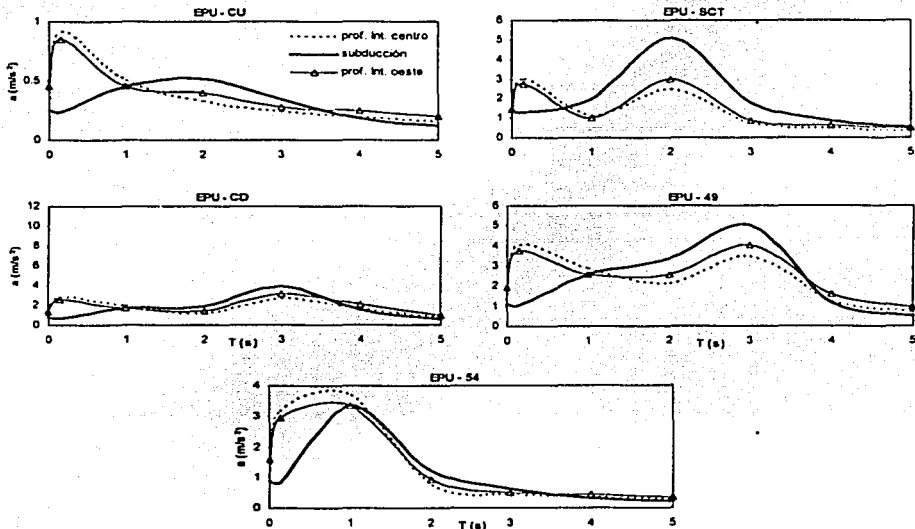 EPU - CU
a (m/s²)
1
0.5
0
prof. Int. centro
subducción
prof. Int. oeste
0 1 2 3 4 5
EPU - SCT
6
5
4
3
2
1
0
0 1 2 3 4 5
EPU - CD
a (m/s²)
12
10
8
6
4
2
0
0 1 2 3 4 5
T (s)
EPU - 49
6
5
4
3
2
1
0
0 1 2 3 4 5
T (s)
EPU - 54
a (m/s²)
4
3
2
1
0
0 1 2 3 4 5
T (s)